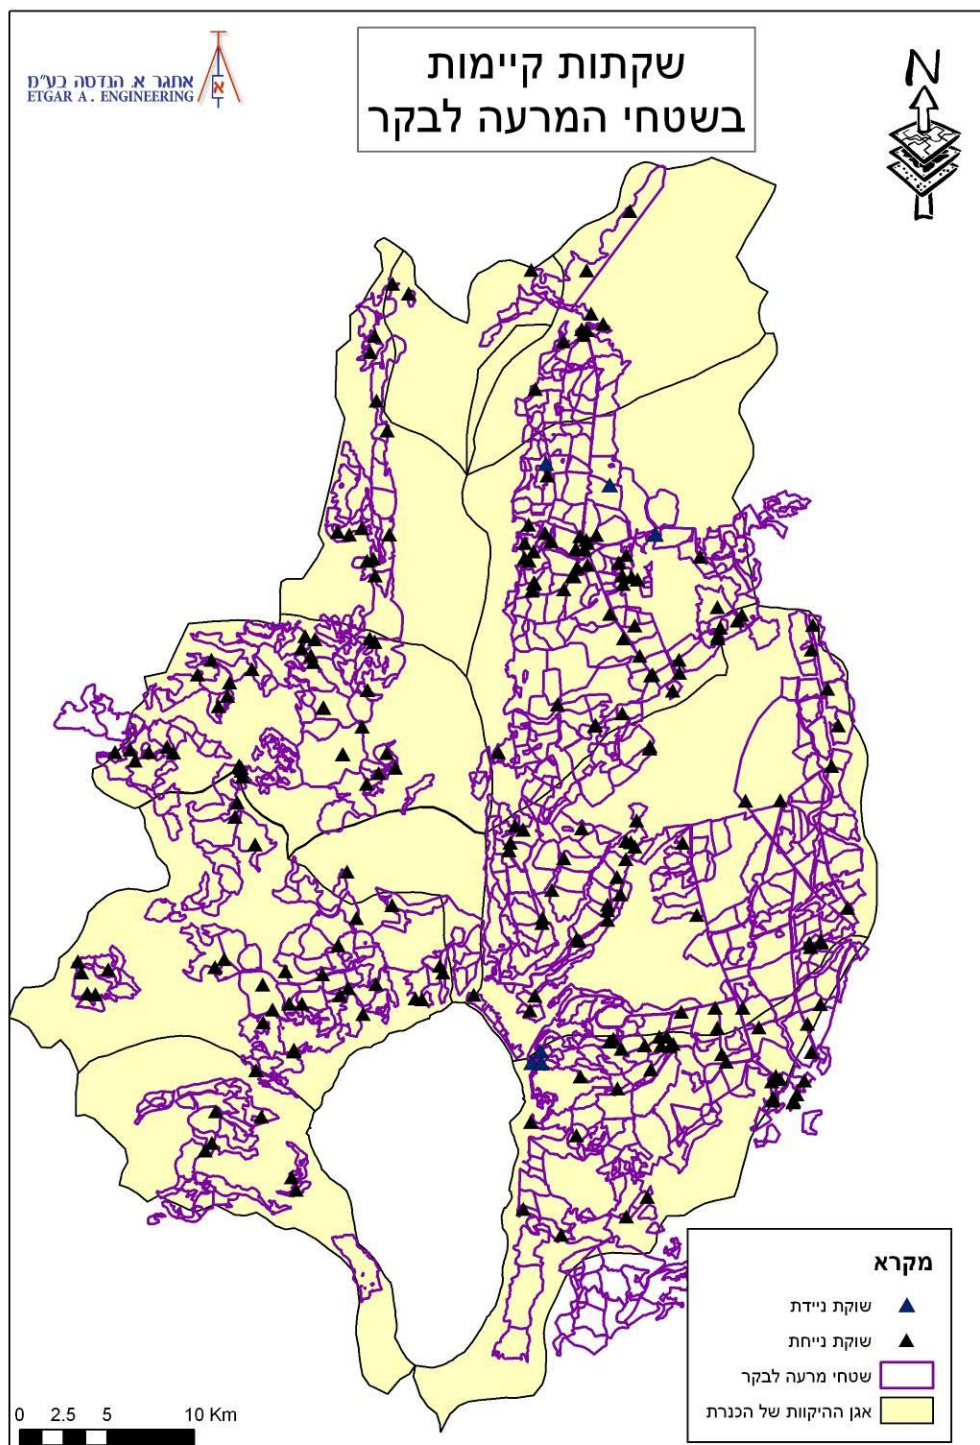 אתגר א. הנדסה בע"מ
ETGAR A. ENGINEERING
א
שקתות קיימות
בשטחי המרעה לבקר
N
מקרא
שוקת ניידת
שוקת נייחת
שטחי מרעה לבקר
אגן ההיקוות של הכנרת
0 2.5 5 10 Km